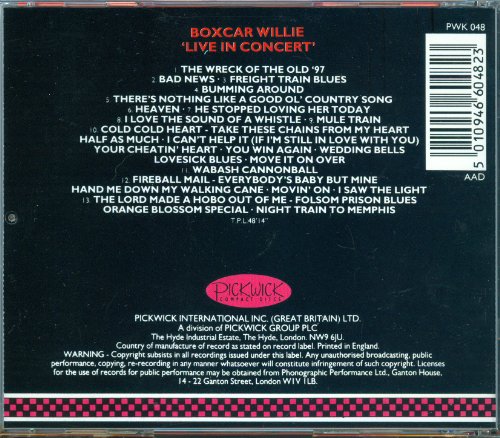 BOXCAR WILLIE
'LIVE IN CONCERT'
PWK 048
1. THE WRECK OF THE OLD '97
2. BAD NEWS · 3. FREIGHT TRAIN BLUES
4. BUMMING AROUND
5. THERE'S NOTHING LIKE A GOOD OL' COUNTRY SONG
6. HEAVEN · 7. HE STOPPED LOVING HER TODAY
8. I LOVE THE SOUND OF A WHISTLE · 9. MULE TRAIN
10. COLD COLD HEART - TAKE THESE CHAINS FROM MY HEART
HALF AS MUCH · I CAN'T HELP IT (IF I'M STILL IN LOVE WITH YOU)
YOUR CHEATIN' HEART · YOU WIN AGAIN · WEDDING BELLS
LOVESICK BLUES · MOVE IT ON OVER
11. WABASH CANNONBALL
12. FIREBALL MAIL - EVERYBODY'S BABY BUT MINE
HAND ME DOWN MY WALKING CANE · MOVIN' ON · I SAW THE LIGHT
13. THE LORD MADE A HOBO OUT OF ME - FOLSOM PRISON BLUES
ORANGE BLOSSOM SPECIAL · NIGHT TRAIN TO MEMPHIS
T.P.L. 48'14"
5 010946 604823
AAD
PICKWICK
COMPACT DISCS
PICKWICK INTERNATIONAL INC. (GREAT BRITAIN) LTD.
A division of PICKWICK GROUP PLC
The Hyde Industrial Estate, The Hyde, London. NW9 6JU.
Country of manufacture of record as stated on record label. Printed in England.
WARNING - Copyright subsists in all recordings issued under this label. Any unauthorised broadcasting, public
performance, copying, re-recording in any manner whatsoever will constitute infringement of such copyright. Licenses
for the use of records for public performance may be obtained from Phonographic Performance Ltd., Ganton House,
14 - 22 Ganton Street, London W1V 1LB.